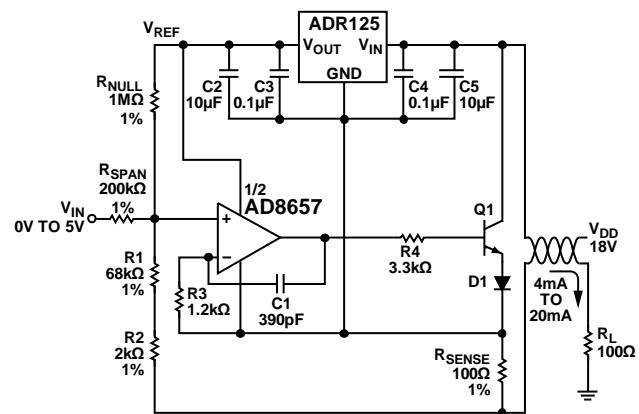 ADR125
VREF
VOUT
VIN
GND
RNULL
1MΩ
1%
C2
10µF
C3
0.1µF
C4
0.1µF
C5
10µF
RSPAN
200kΩ
1%
VIN
0V TO 5V
1/2
AD8657
+
–
Q1
VDD
18V
R1
68kΩ
1%
R4
3.3kΩ
R3
1.2kΩ
C1
390pF
D1
4mA
TO
20mA
R2
2kΩ
1%
RSENSE
100Ω
1%
RL
100Ω